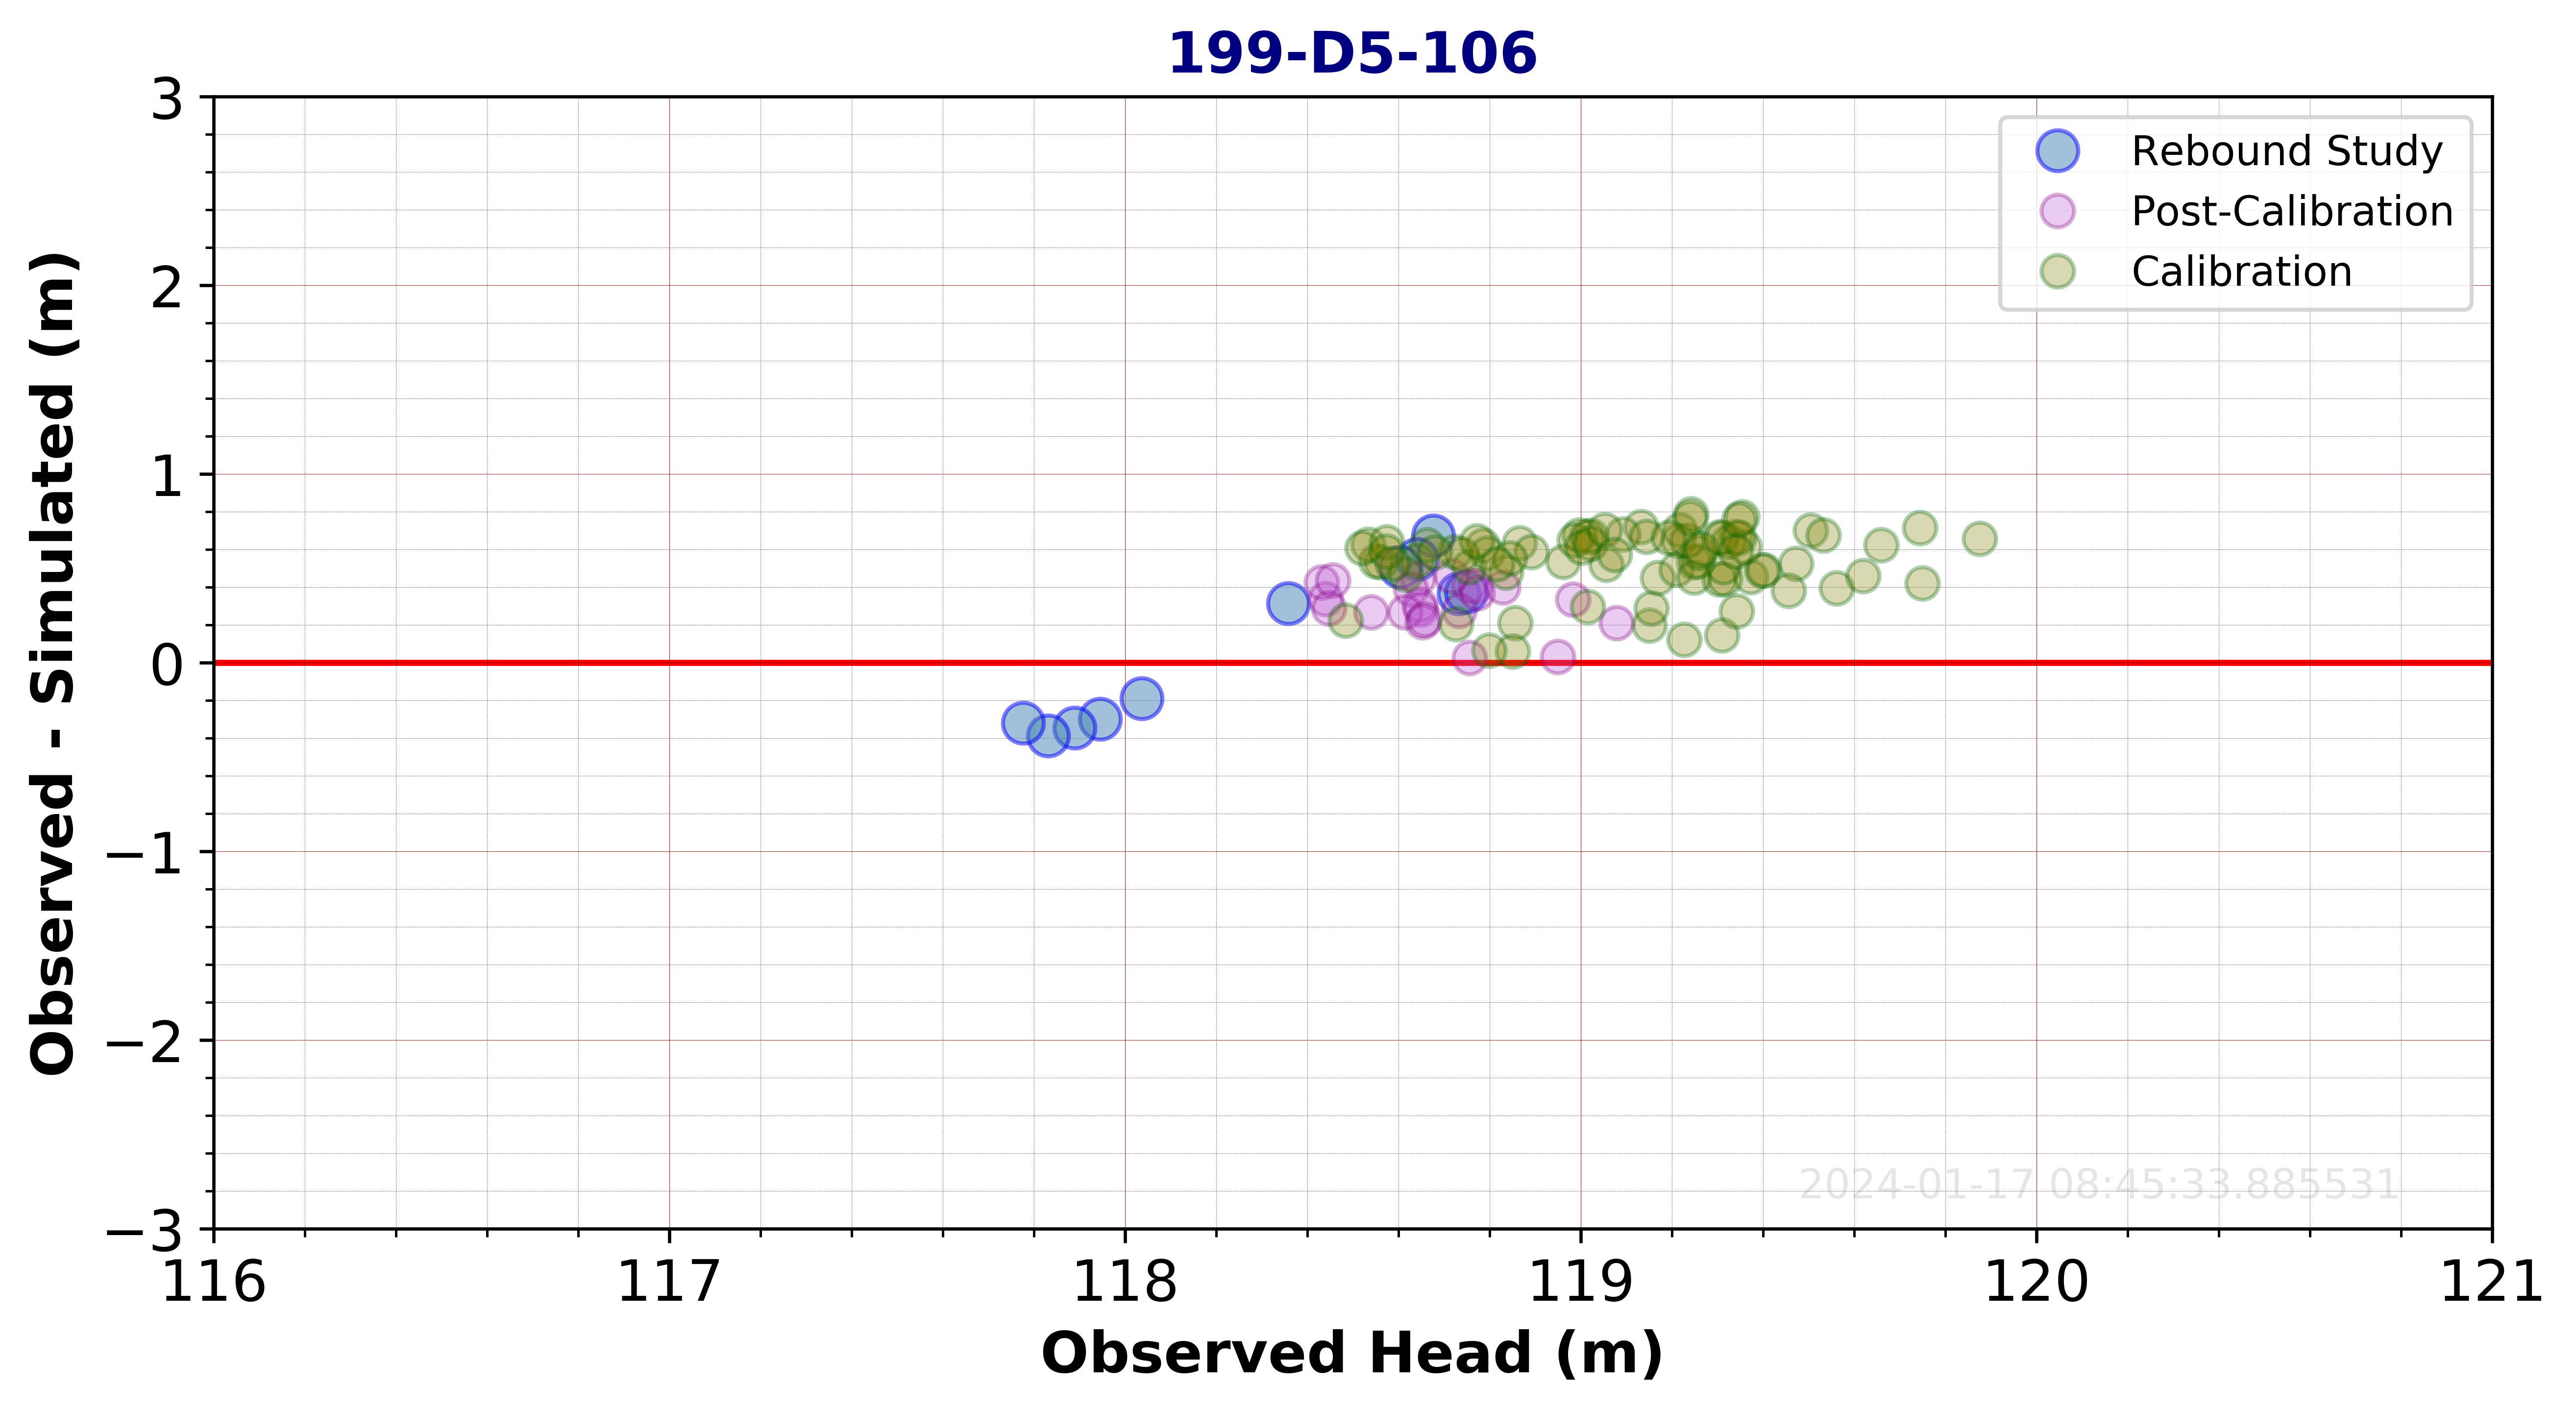 199-D5-106
3
2
1
0
−1
−2
−3
Observed - Simulated (m)
Rebound Study
Post-Calibration
Calibration
2024-01-17 08:45:33.885531
116 117 118 119 120 121
Observed Head (m)